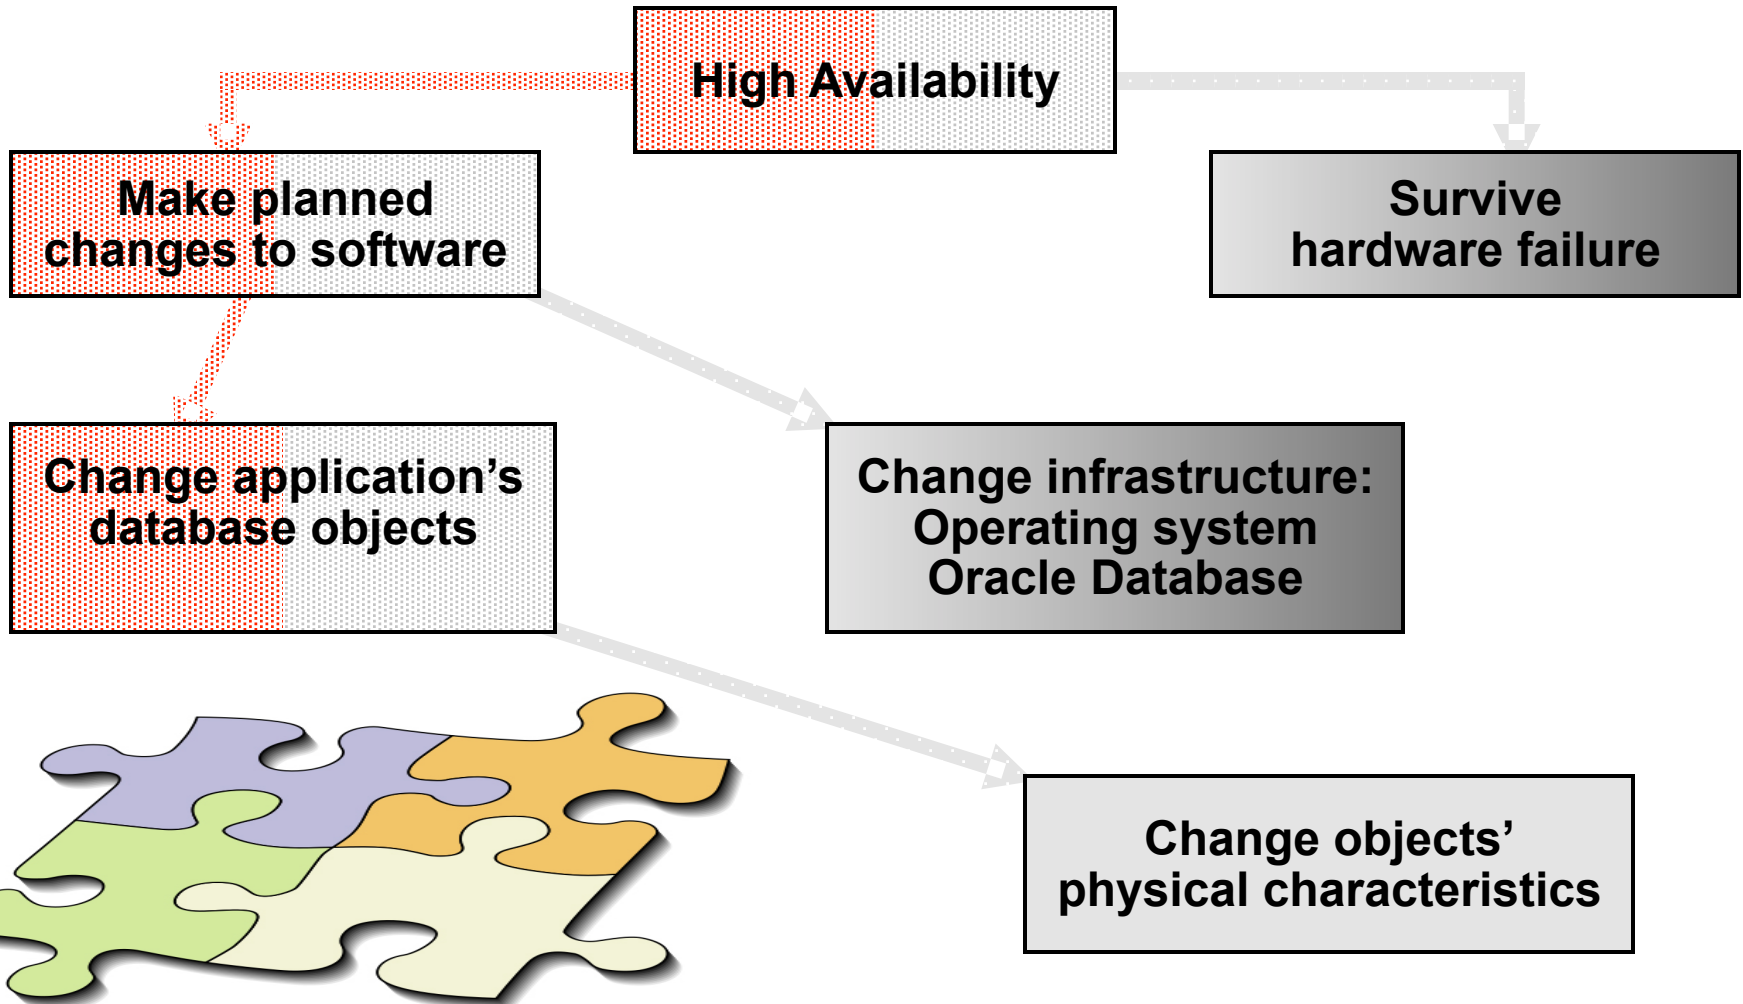 High Availability
Make planned
changes to software
Survive
hardware failure
Change application’s
database objects
Change infrastructure:
Operating system
Oracle Database
Change objects’
physical characteristics